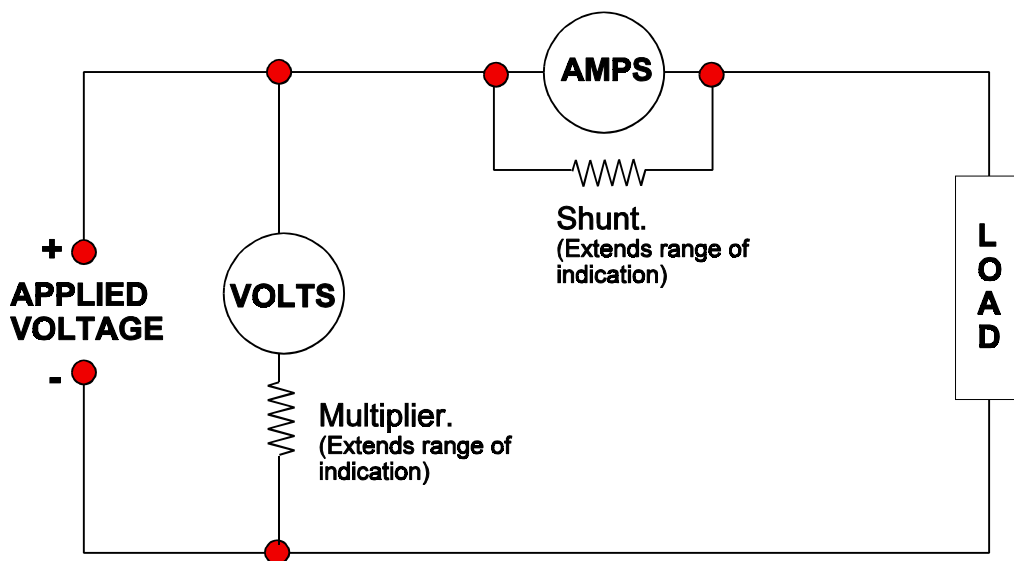 AMPS
Shunt.
(Extends range of
indication)
+
APPLIED
VOLTAGE
-
VOLTS
L
O
A
D
Multiplier.
(Extends range of
indication)